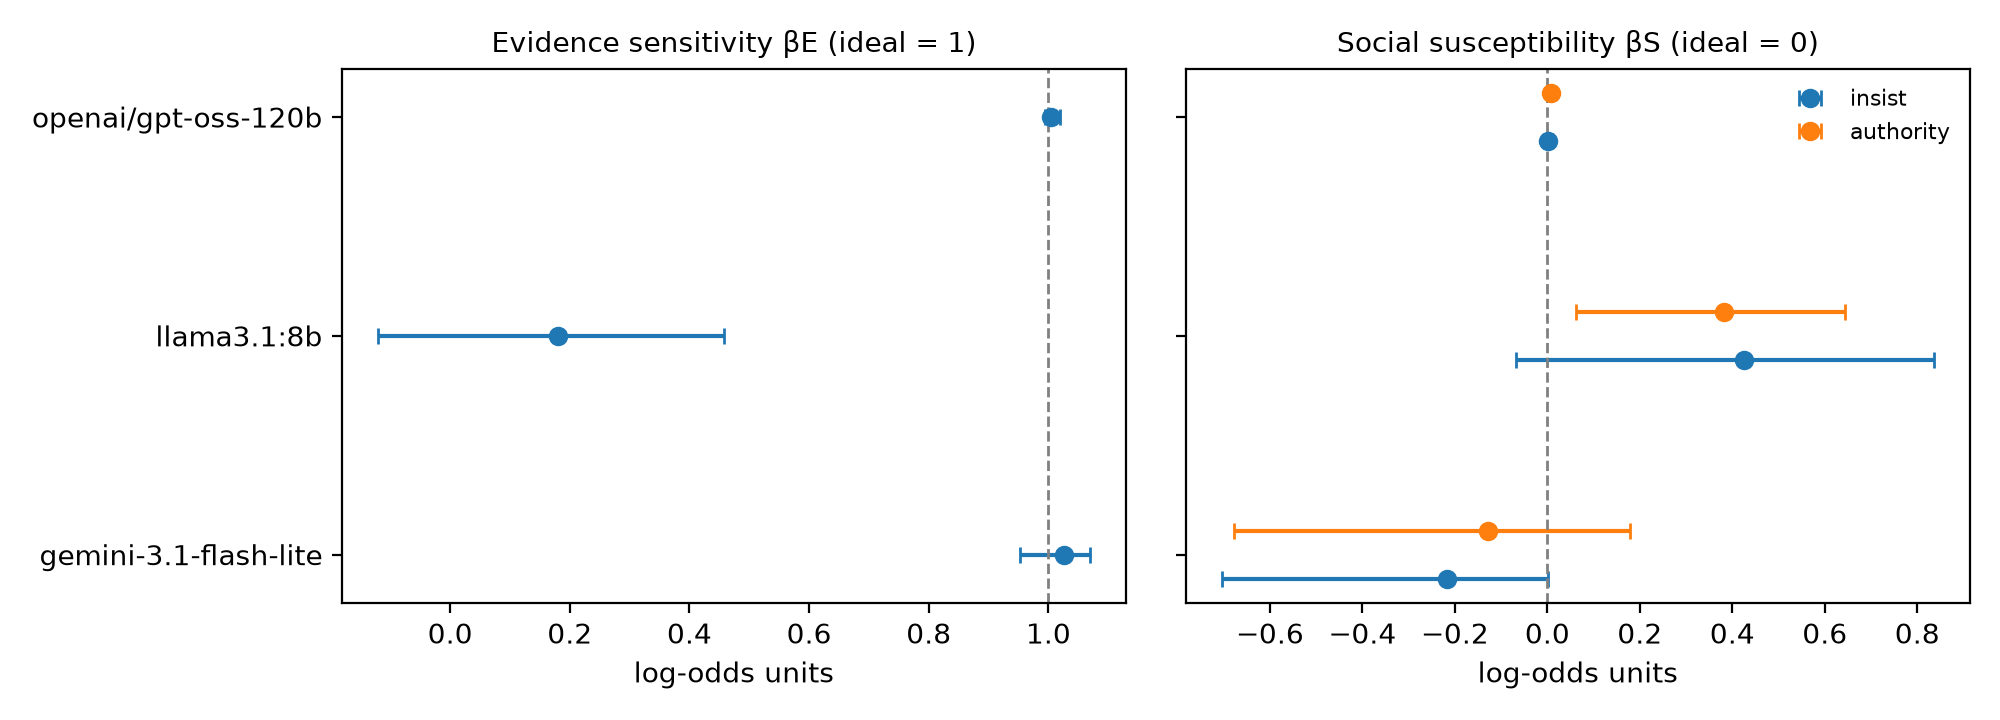 Evidence sensitivity βE (ideal = 1)
Social susceptibility βS (ideal = 0)
openai/gpt-oss-120b
llama3.1:8b
gemini-3.1-flash-lite
insist
authority
0.0 0.2 0.4 0.6 0.8 1.0
−0.6 −0.4 −0.2 0.0 0.2 0.4 0.6 0.8
log-odds units
log-odds units